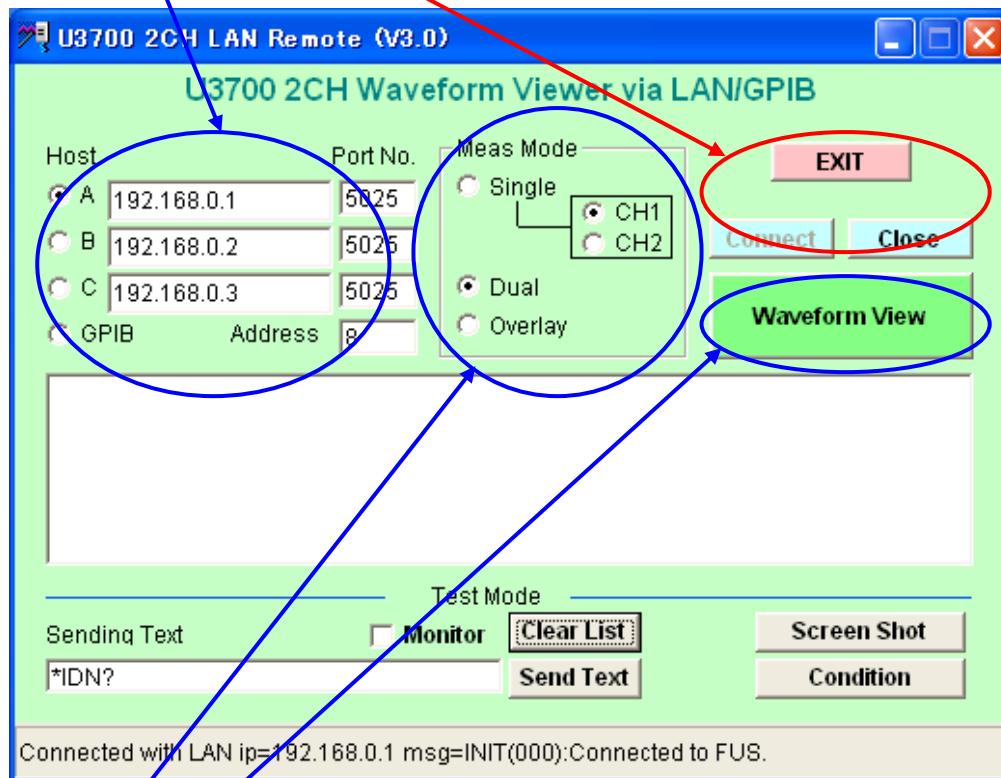 U3700 2CH LAN Remote (V3.0)
U3700 2CH Waveform Viewer via LAN/GPIB
Host Port No.
A 192.168.0.1 5025
B 192.168.0.2 5025
C 192.168.0.3 5025
GPIB Address 8
Meas Mode
Single
CH1
CH2
Dual
Overlay
EXIT
Connect Close
Waveform View
Test Mode
Sending Text Monitor Clear List Screen Shot
*IDN? Send Text Condition
Connected with LAN ip=192.168.0.1 msg=INIT(000):Connected to FUS.